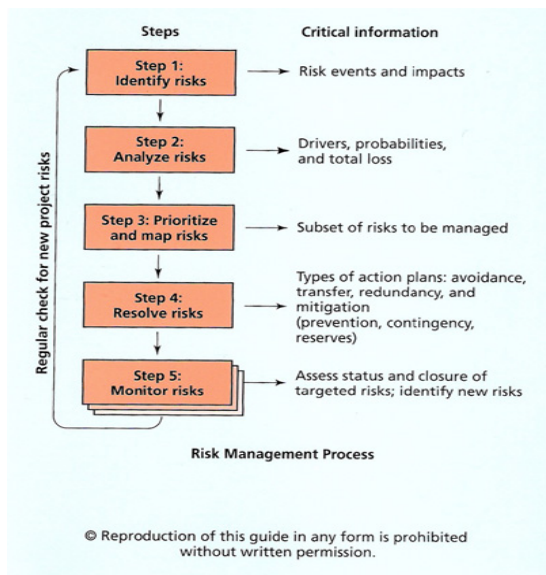 Steps
Critical information
Step 1:
Identify risks
Risk events and impacts
Step 2:
Analyze risks
Drivers, probabilities,
and total loss
Step 3: Prioritize
and map risks
Subset of risks to be managed
Step 4:
Resolve risks
Types of action plans: avoidance,
transfer, redundancy, and
mitigation
(prevention, contingency,
reserves)
Step 5:
Monitor risks
Assess status and closure of
targeted risks; identify new risks
Regular check for new project risks
Risk Management Process
© Reproduction of this guide in any form is prohibited
without written permission.